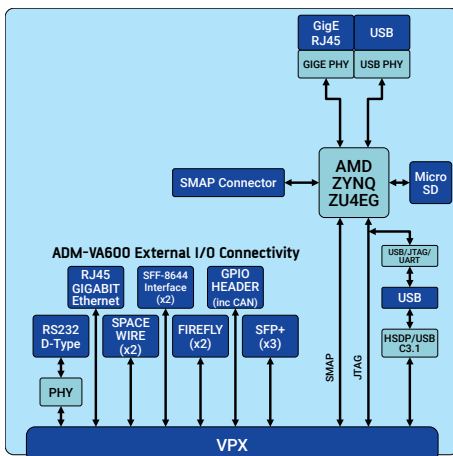 GigE
RJ45
USB
GIGE PHY
USB PHY
AMD
ZYNQ
ZU4EG
SMAP Connector
Micro
SD
ADM-VA600 External I/O Connectivity
USB/JTAG/
UART
RJ45
GIGABIT
Ethernet
SFF-8644
Interface
(x2)
GPIO
HEADER
(inc CAN)
USB
RS232
D-Type
SPACE
WIRE
(x2)
FIREFLY
(x2)
SFP+
(x3)
HSDP/USB
C3.1
SMAP
JTAG
PHY
VPX